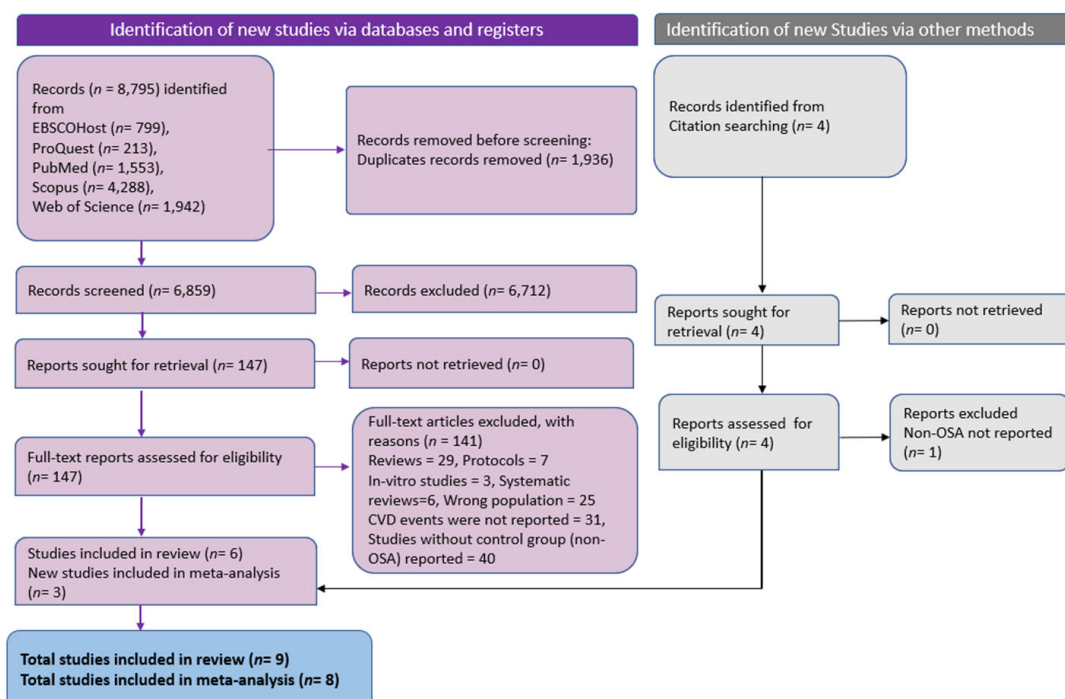 Identification of new studies via databases and registers
Records (n = 8,795) identified
from
EBSCOHost (n= 799),
ProQuest (n= 213),
PubMed (n= 1,553),
Scopus (n= 4,288),
Web of Science (n= 1,942)
Records removed before screening:
Duplicates records removed (n= 1,936)
Records screened (n= 6,859)
Records excluded (n= 6,712)
Reports sought for retrieval (n= 147)
Reports not retrieved (n= 0)
Full-text reports assessed for eligibility
(n= 147)
Full-text articles excluded, with
reasons (n = 141)
Reviews = 29, Protocols = 7
In-vitro studies = 3, Systematic
reviews=6, Wrong population = 25
CVD events were not reported = 31,
Studies without control group (non-
OSA) reported = 40
Studies included in review (n= 6)
New studies included in meta-analysis
(n= 3)
Total studies included in review (n= 9)
Total studies included in meta-analysis (n= 8)
Identification of new Studies via other methods
Records identified from
Citation searching (n= 4)
Reports sought for
retrieval (n= 4)
Reports not retrieved
(n= 0)
Reports assessed for
eligibility (n= 4)
Reports excluded
Non-OSA not reported
(n= 1)